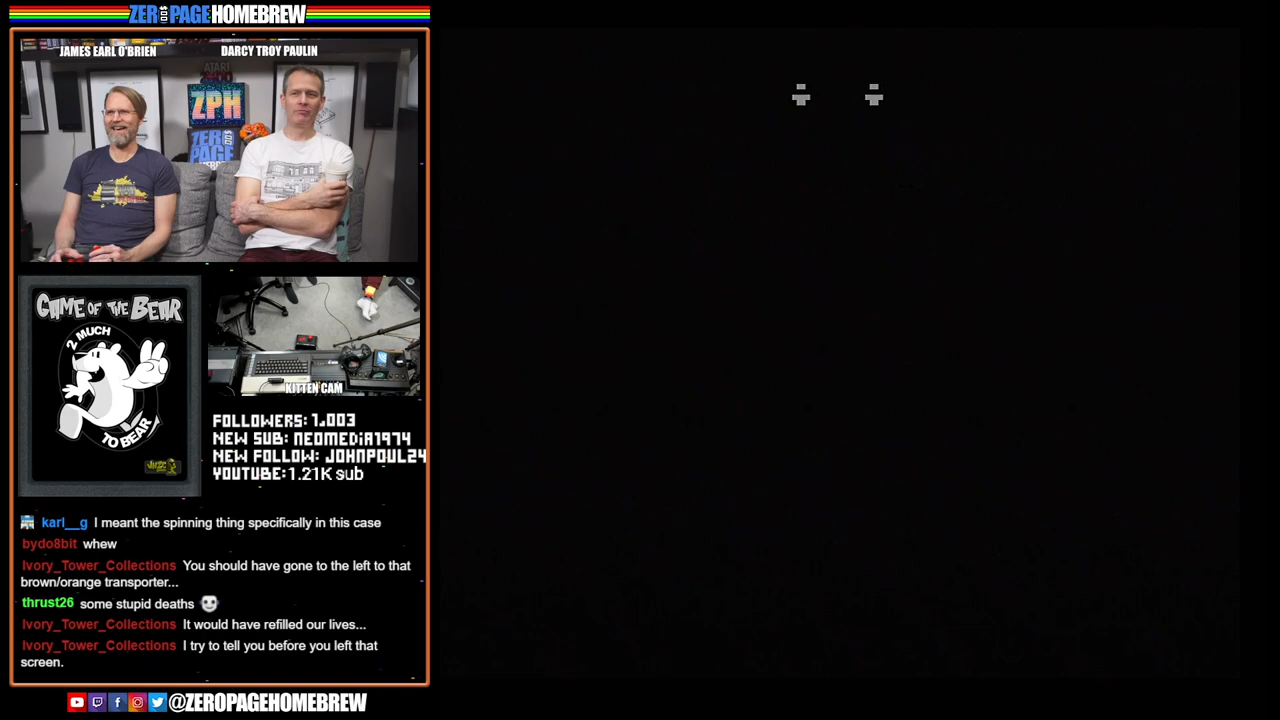 ZEROPAGE HOMEBREW
JAMES EARL O'BRIEN
DARCY TROY PAULIN
ATARI
ZPH
ZERO
PAGE
GAME OF THE BEAR
2 MUCH
TO BEAR
KITTEN CAM
FOLLOWERS: 1,003
NEW SUB: NEOMEDIA1974
NEW FOLLOW: JOHNPOUL24
YOUTUBE: 1.21K sub
karl__g I meant the spinning thing specifically in this case
bydo8bit whew
Ivory_Tower_Collections You should have gone to the left to that
brown/orange transporter...
thrust26 some stupid deaths
Ivory_Tower_Collections It would have refilled our lives...
Ivory_Tower_Collections I try to tell you before you left that
screen.
@ZEROPAGEHOMEBREW